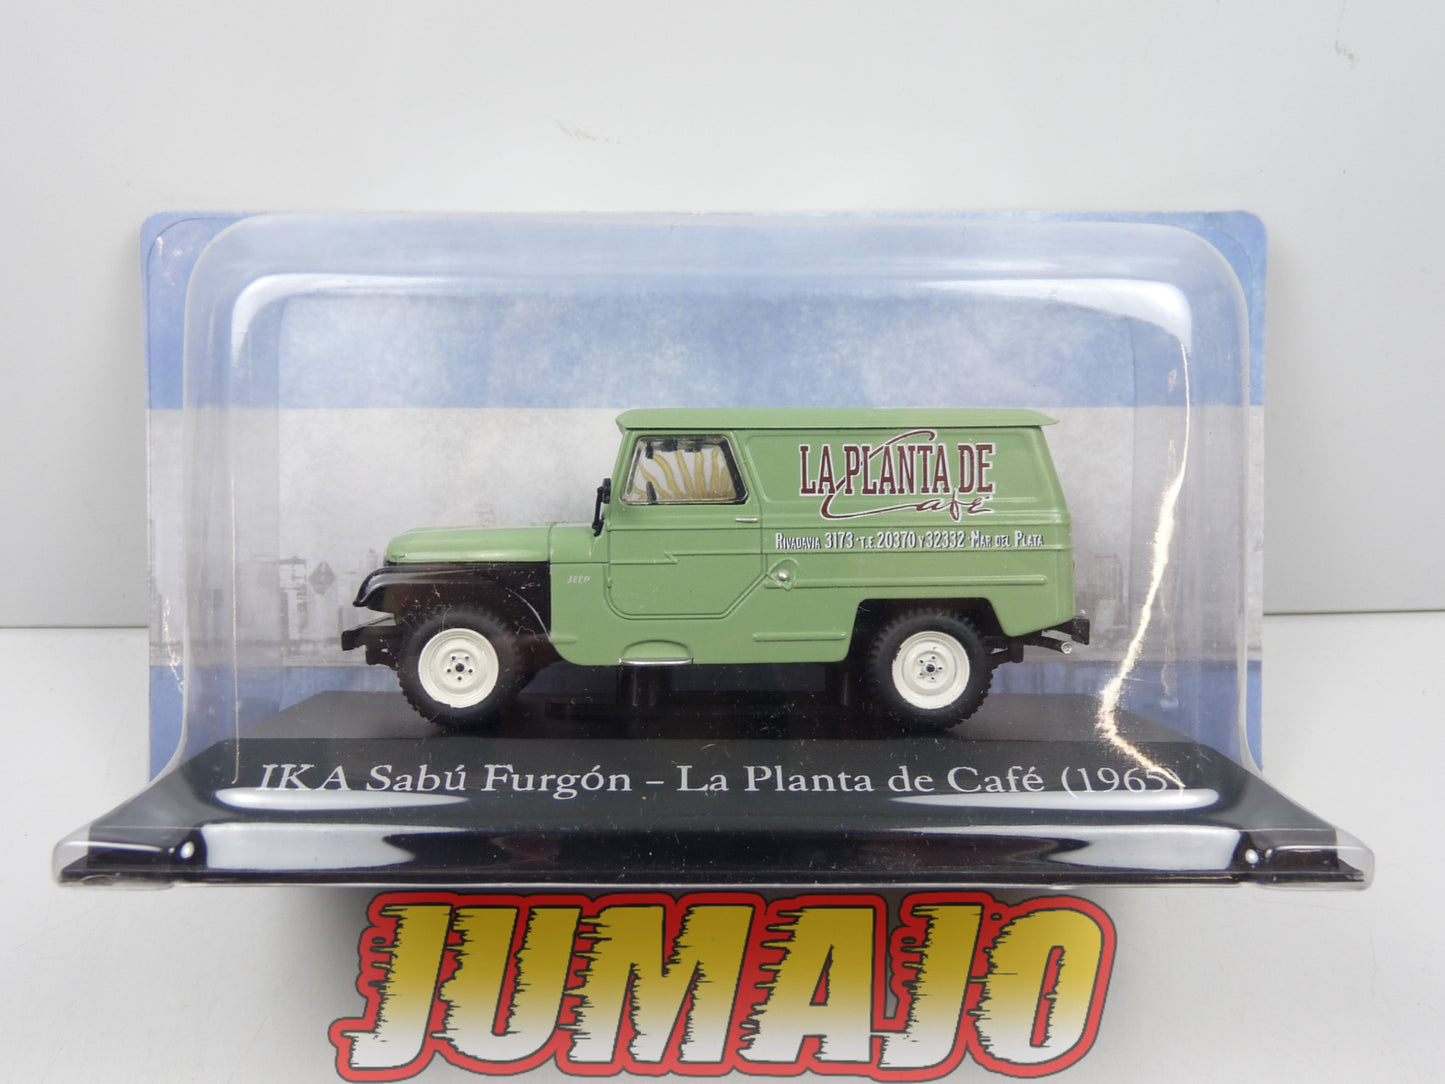 LA PLANTA DE
Café
RIVADAVIA 3173 · T.E. 20370 Y 32332 · MAR DEL PLATA
JEEP
IKA Sabú Furgón – La Planta de Café (1965)
JUMAJO